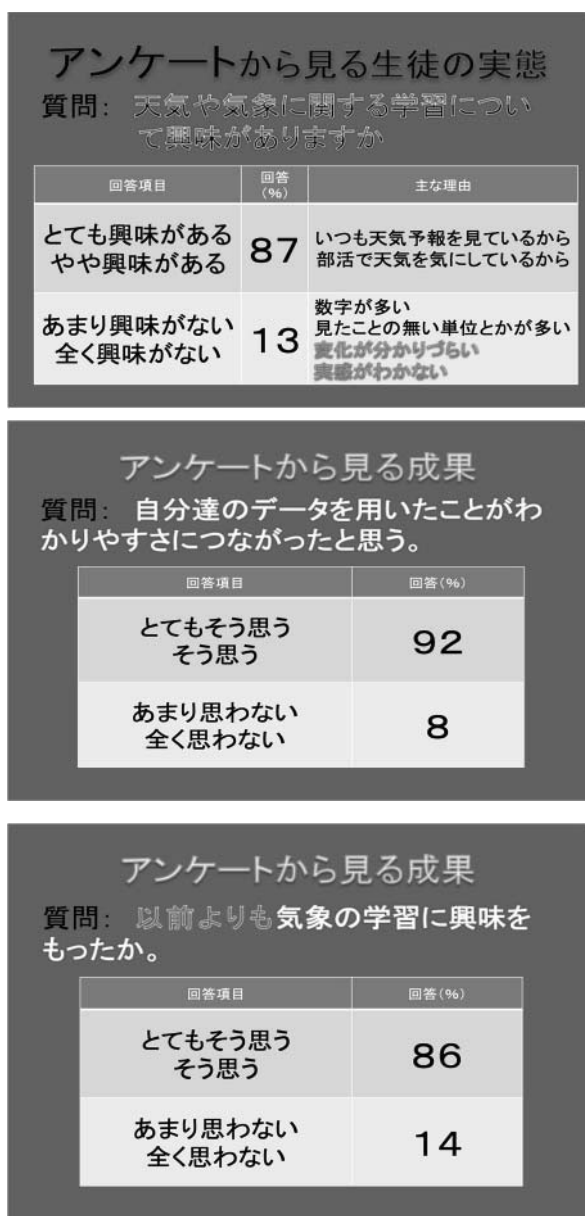 アンケートから見る生徒の実態
質問： 天気や気象に関する学習につい
て興味がありますか
回答項目 回答（%） 主な理由
とても興味がある
やや興味がある
87
いつも天気予報を見ているから
部活で天気を気にしているから
あまり興味がない
全く興味がない
13
数字が多い
見たことの無い単位とかが多い
変化が分かりづらい
実感がわかない
アンケートから見る成果
質問： 自分達のデータを用いたことがわ
かりやすさにつながったと思う。
回答項目 回答（%）
とてもそう思う
そう思う
92
あまり思わない
全く思わない
8
アンケートから見る成果
質問： 以前よりも気象の学習に興味を
もったか。
回答項目 回答（%）
とてもそう思う
そう思う
86
あまり思わない
全く思わない
14